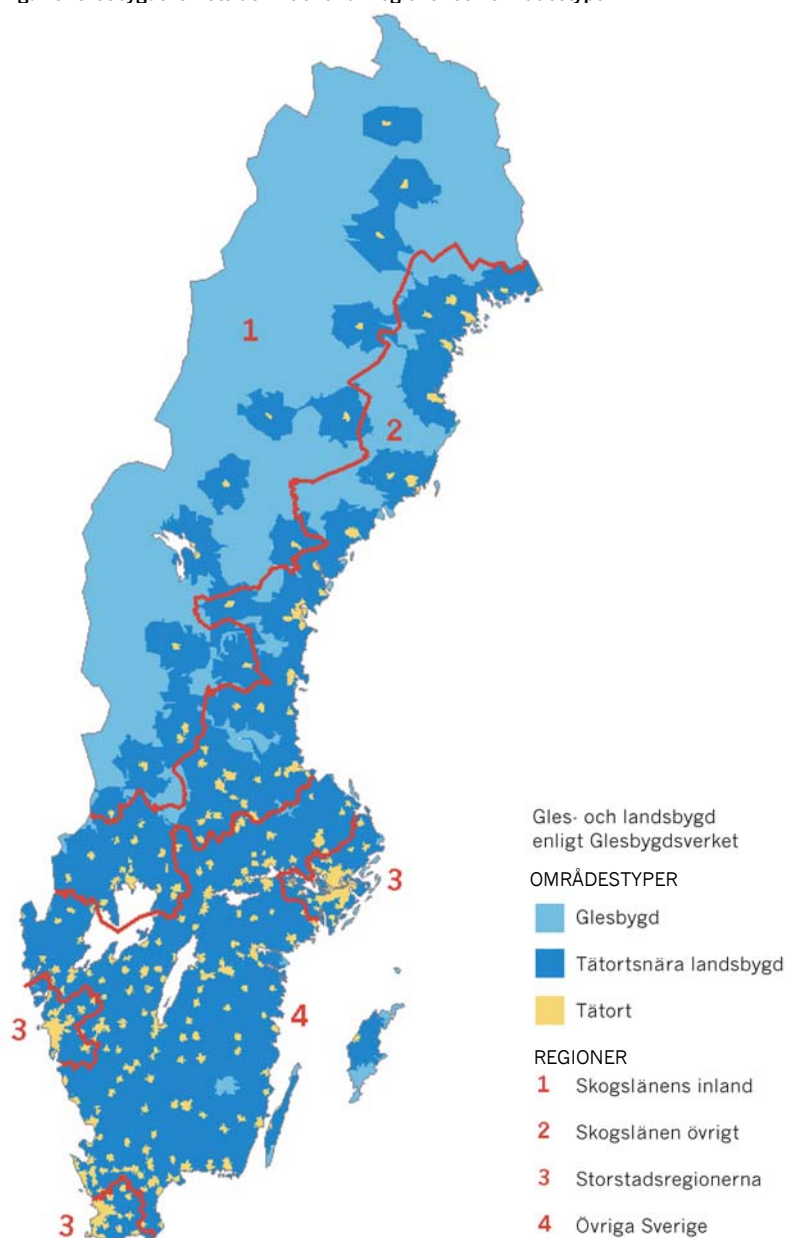 1
2
3
3
4
3
Gles- och landsbygd
enligt Glesbygdsverket
OMRÅDESTYPER
Glesbygd
Tätortsnära landsbygd
Tätort
REGIONER
1 Skogslänens inland
2 Skogslänen övrigt
3 Storstadsregionerna
4 Övriga Sverige